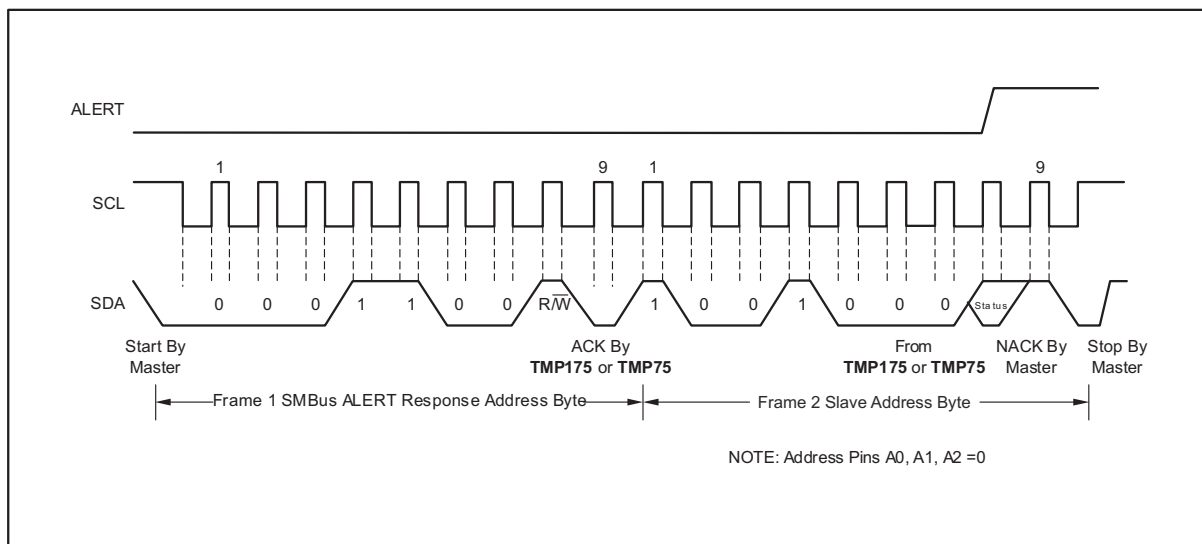 ALERT
1 9 1 9
SCL
SDA 0 0 0 1 1 0 0 R/W̅ 1 0 0 1 0 0 0 Status
Start By
Master
ACK By
TMP175 or TMP75
From
TMP175 or TMP75
NACK By
Master
Stop By
Master
Frame 1 SMBus ALERT Response Address Byte
Frame 2 Slave Address Byte
NOTE: Address Pins A0, A1, A2 =0